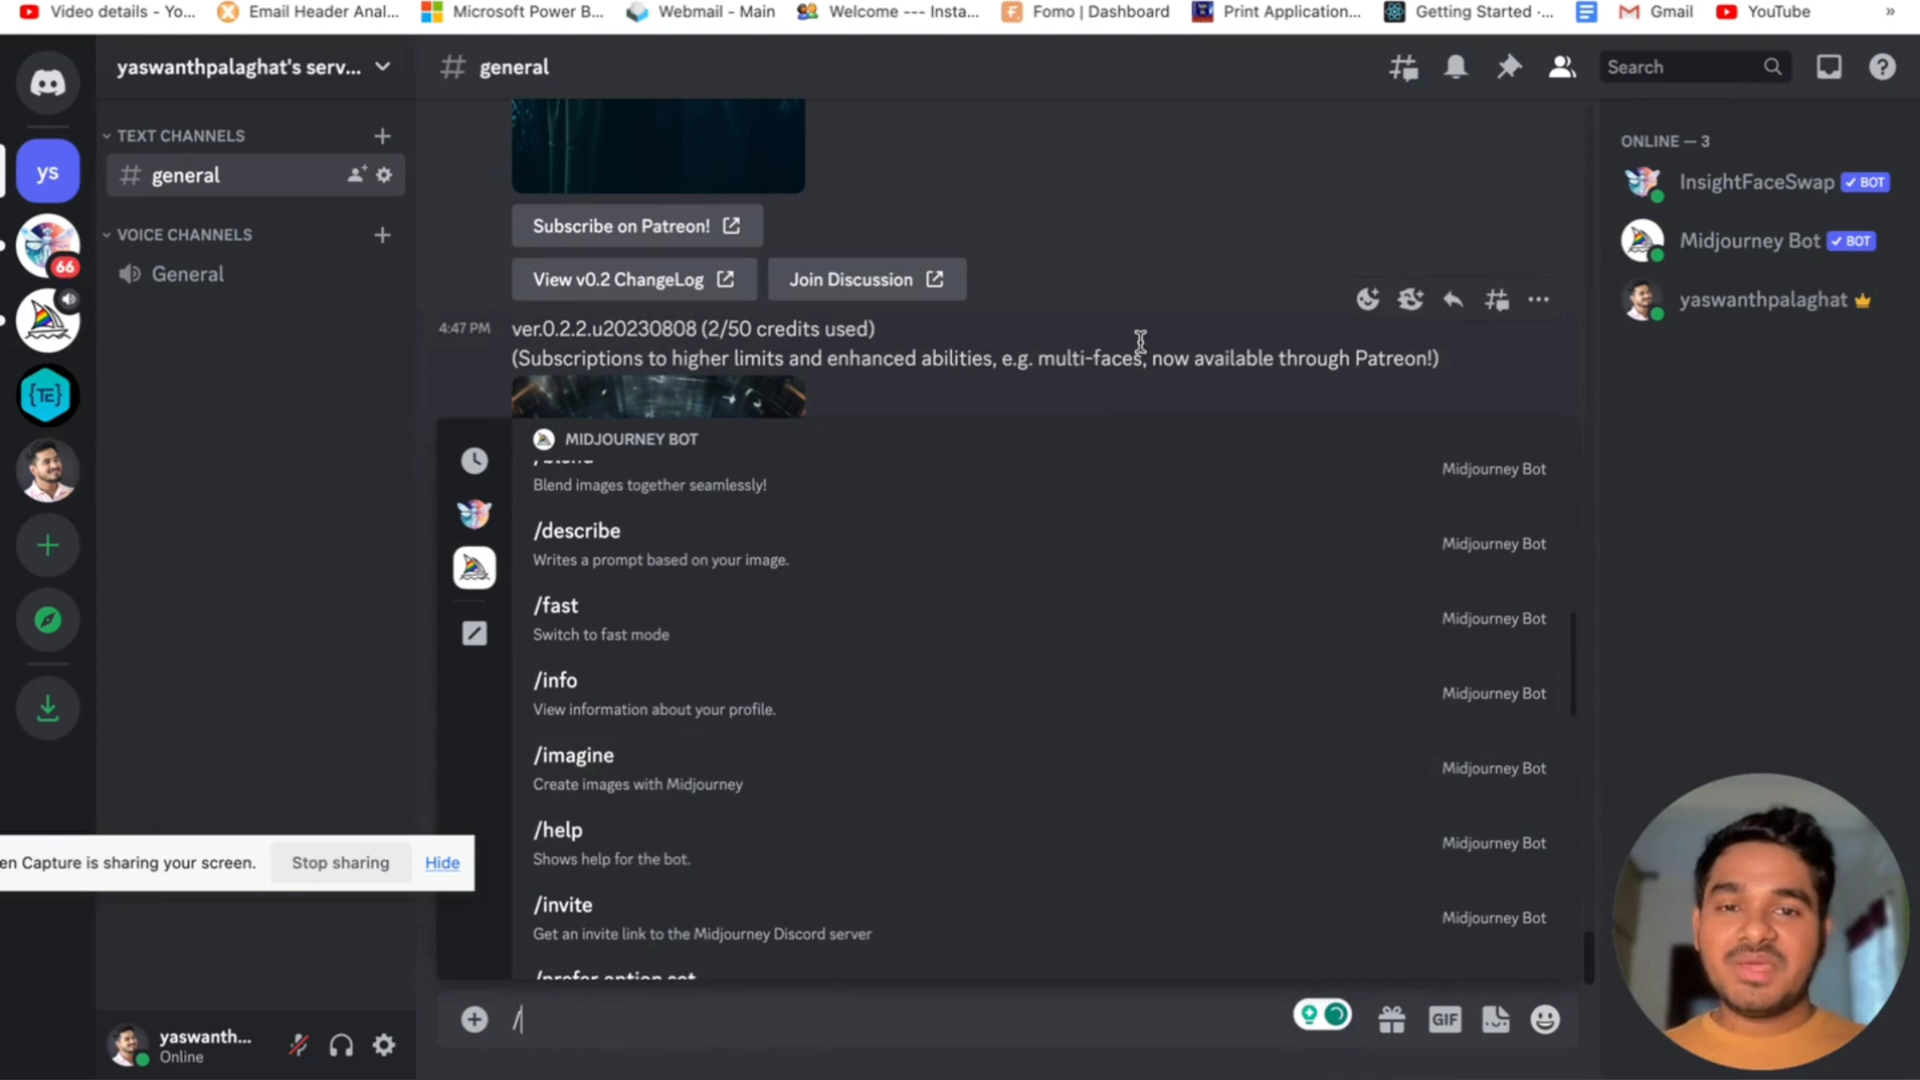 Video details - Yo...
Email Header Anal...
Microsoft Power B...
Webmail - Main
Welcome --- Insta...
Fomo | Dashboard
Print Application...
Getting Started ·...
Gmail
YouTube
»
yaswanthpalaghat's serv...
general
Search
TEXT CHANNELS
general
VOICE CHANNELS
General
ys
66
{TE}
Subscribe on Patreon!
View v0.2 ChangeLog
Join Discussion
4:47 PM
ver.0.2.2.u20230808 (2/50 credits used)
(Subscriptions to higher limits and enhanced abilities, e.g. multi-faces, now available through Patreon!)
MIDJOURNEY BOT
/blend
Midjourney Bot
Blend images together seamlessly!
/describe
Midjourney Bot
Writes a prompt based on your image.
/fast
Midjourney Bot
Switch to fast mode
/info
Midjourney Bot
View information about your profile.
/imagine
Midjourney Bot
Create images with Midjourney
/help
Midjourney Bot
Shows help for the bot.
/invite
Midjourney Bot
Get an invite link to the Midjourney Discord server
/prefer option set
/
GIF
ONLINE — 3
InsightFaceSwap
BOT
Midjourney Bot
BOT
yaswanthpalaghat
en Capture is sharing your screen.
Stop sharing
Hide
yaswanth...
Online